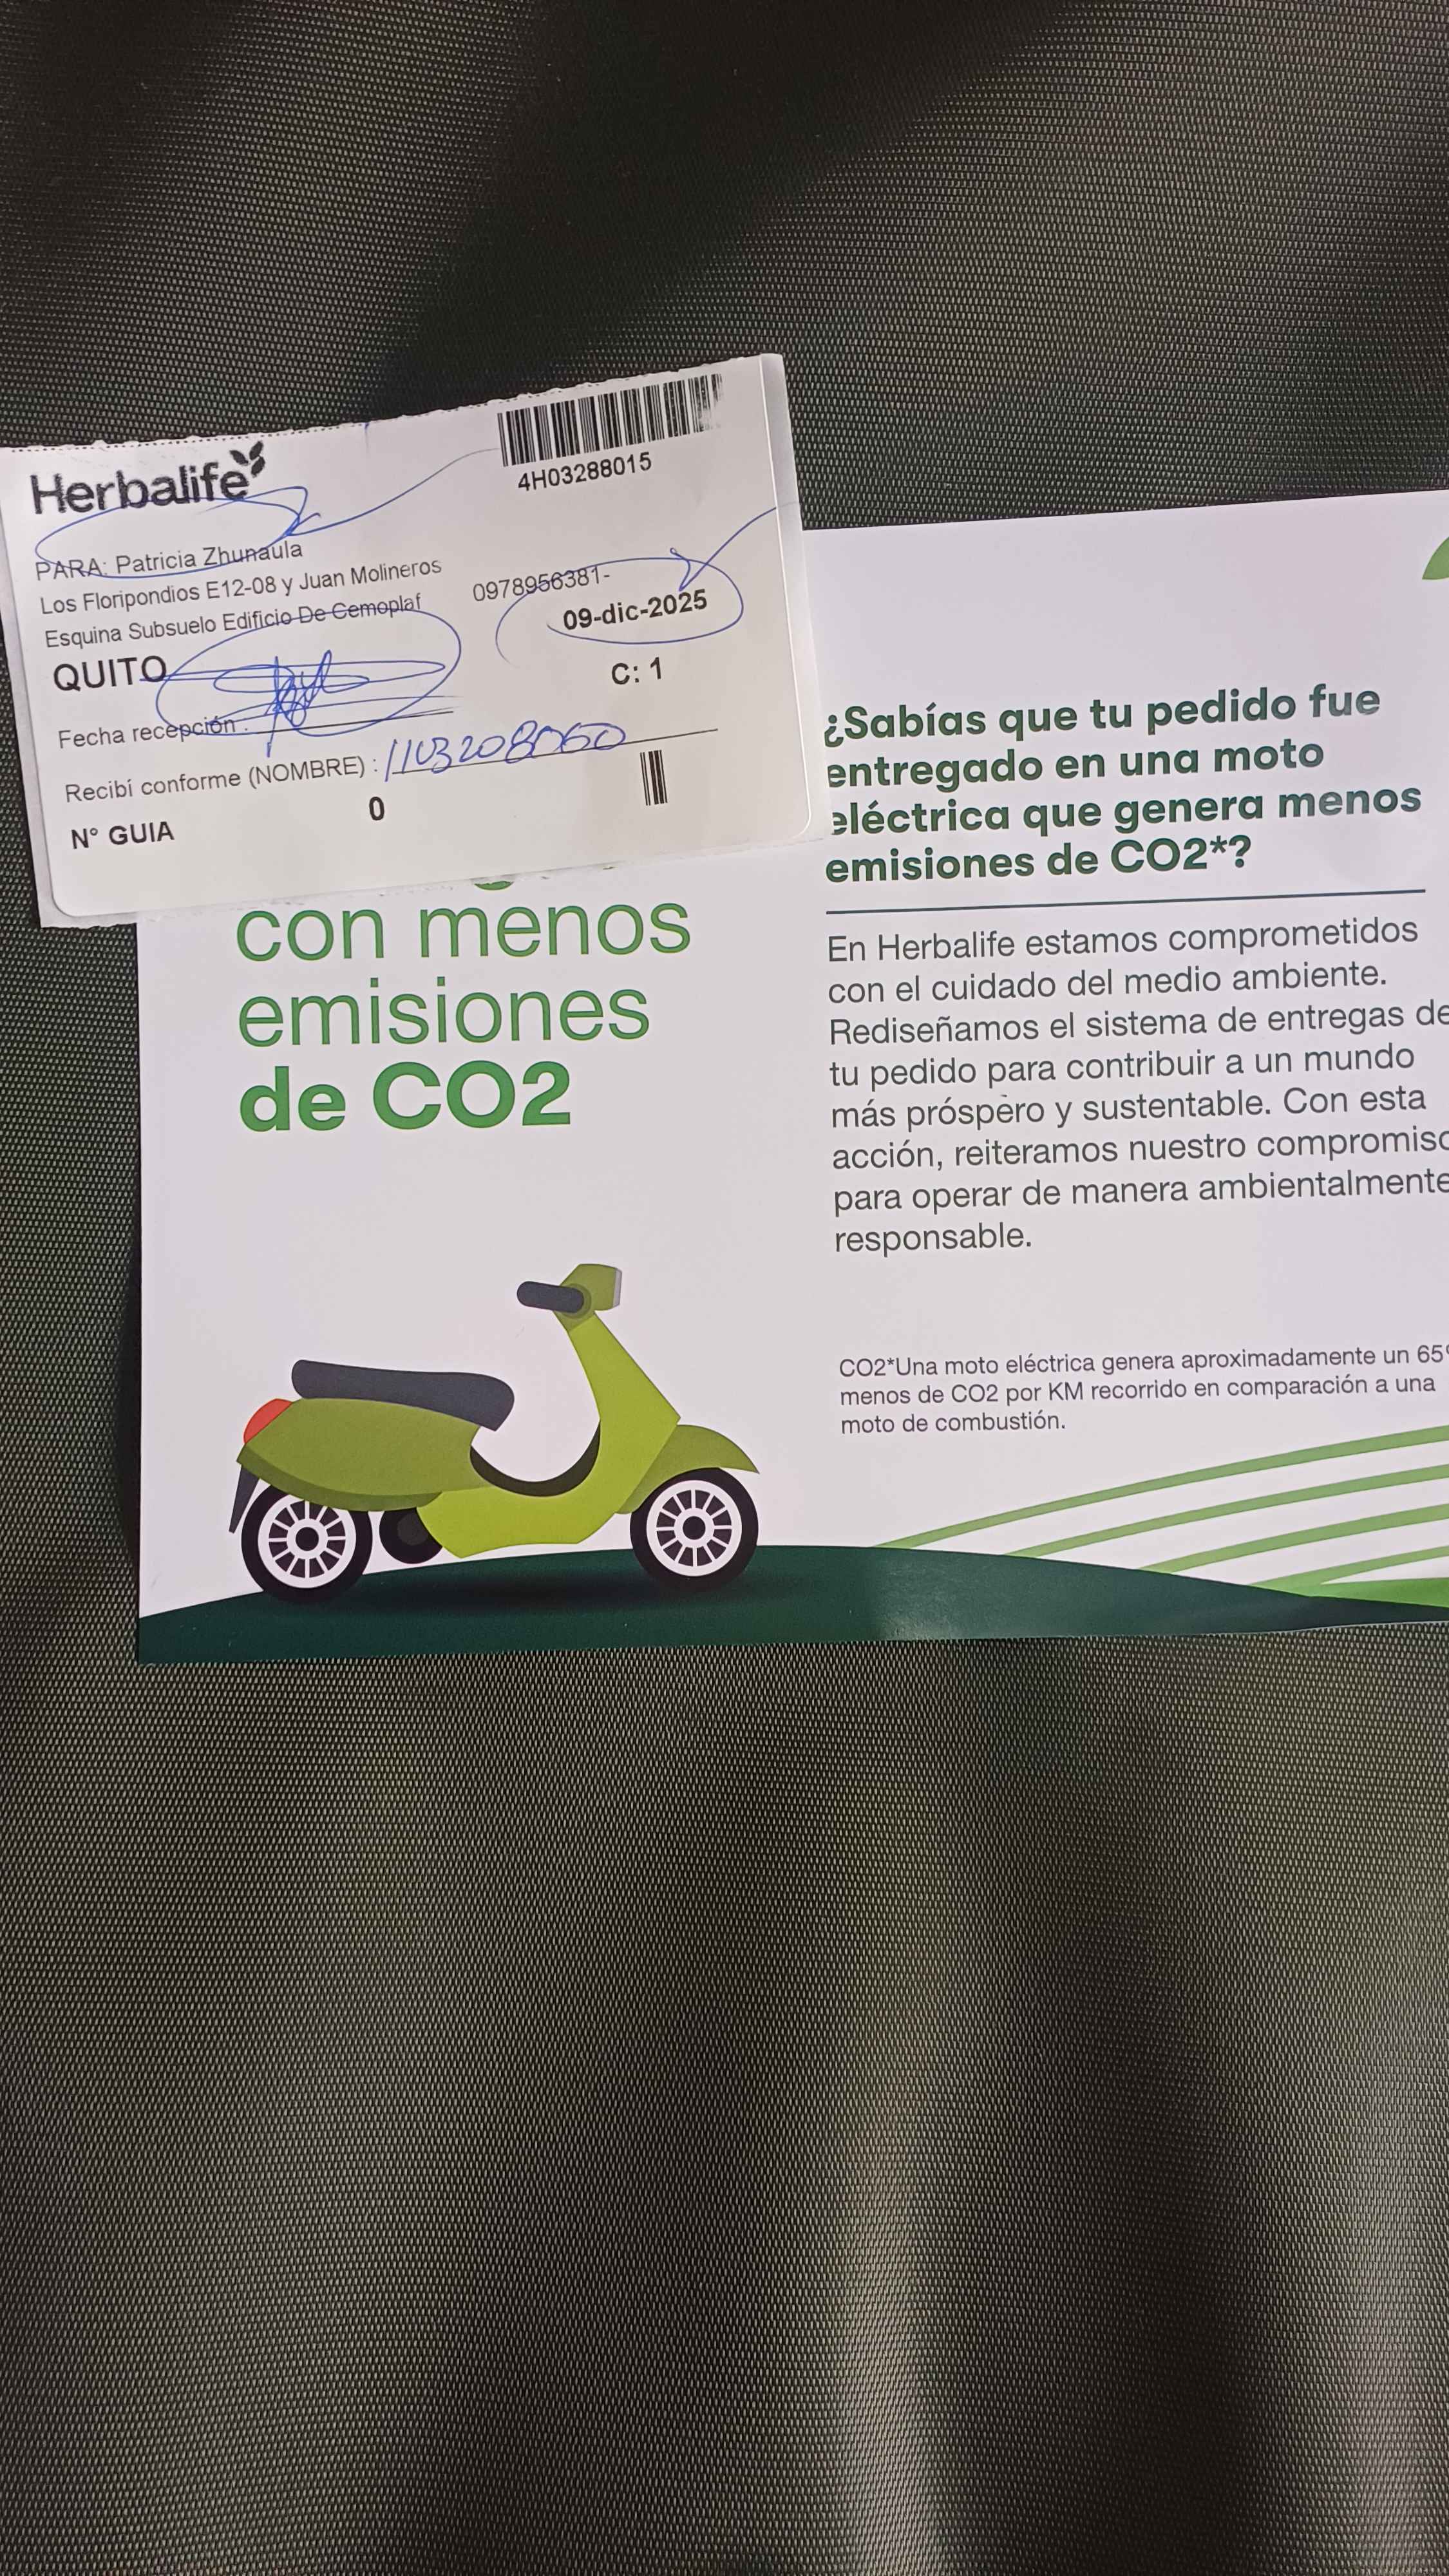 Herbalife
4H03288015
PARA: Patricia Zhunaula
Los Floripondios E12-08 y Juan Molineros
Esquina Subsuelo Edificio De Cemoplaf
0978956381-
09-dic-2025
QUITO
C: 1
Fecha recepción :
Recibí conforme (NOMBRE) : 1103208060
N° GUIA
0
con menos
emisiones
de CO2
¿Sabías que tu pedido fue
entregado en una moto
eléctrica que genera menos
emisiones de CO2*?
En Herbalife estamos comprometidos
con el cuidado del medio ambiente.
Rediseñamos el sistema de entregas de
tu pedido para contribuir a un mundo
más próspero y sustentable. Con esta
acción, reiteramos nuestro compromiso
para operar de manera ambientalmente
responsable.
CO2*Una moto eléctrica genera aproximadamente un 65%
menos de CO2 por KM recorrido en comparación a una
moto de combustión.